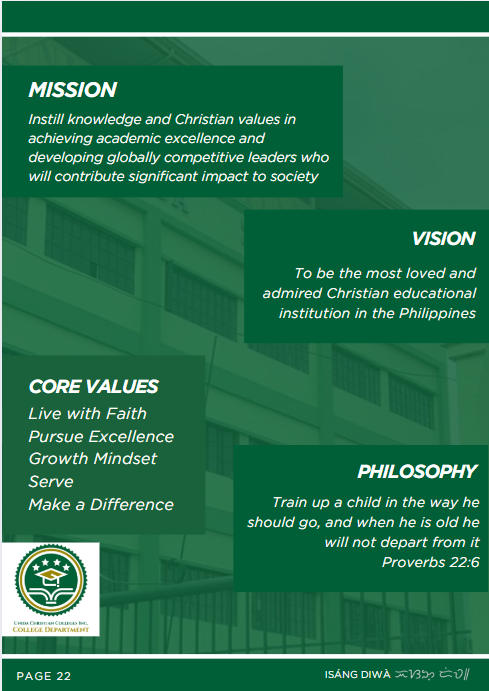 MISSION
Instill knowledge and Christian values in
achieving academic excellence and
developing globally competitive leaders who
will contribute significant impact to society
VISION
To be the most loved and
admired Christian educational
institution in the Philippines
CORE VALUES
Live with Faith
Pursue Excellence
Growth Mindset
Serve
Make a Difference
PHILOSOPHY
Train up a child in the way he
should go, and when he is old he
will not depart from it
Proverbs 22:6
UNIDA CHRISTIAN COLLEGES INC.
COLLEGE DEPARTMENT
PAGE 22
ISÁNG DIWÀ